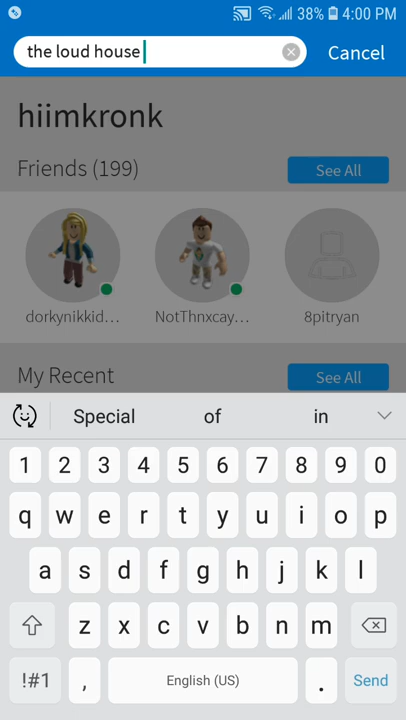 38% 4:00 PM
the loud house Cancel
hiimkronk
Friends (199) See All
dorkynikkid... NotThnxcay... 8pitryan
My Recent See All
Special of in
1 2 3 4 5 6 7 8 9 0
q w e r t y u i o p
a s d f g h j k l
z x c v b n m
!#1 , English (US) . Send